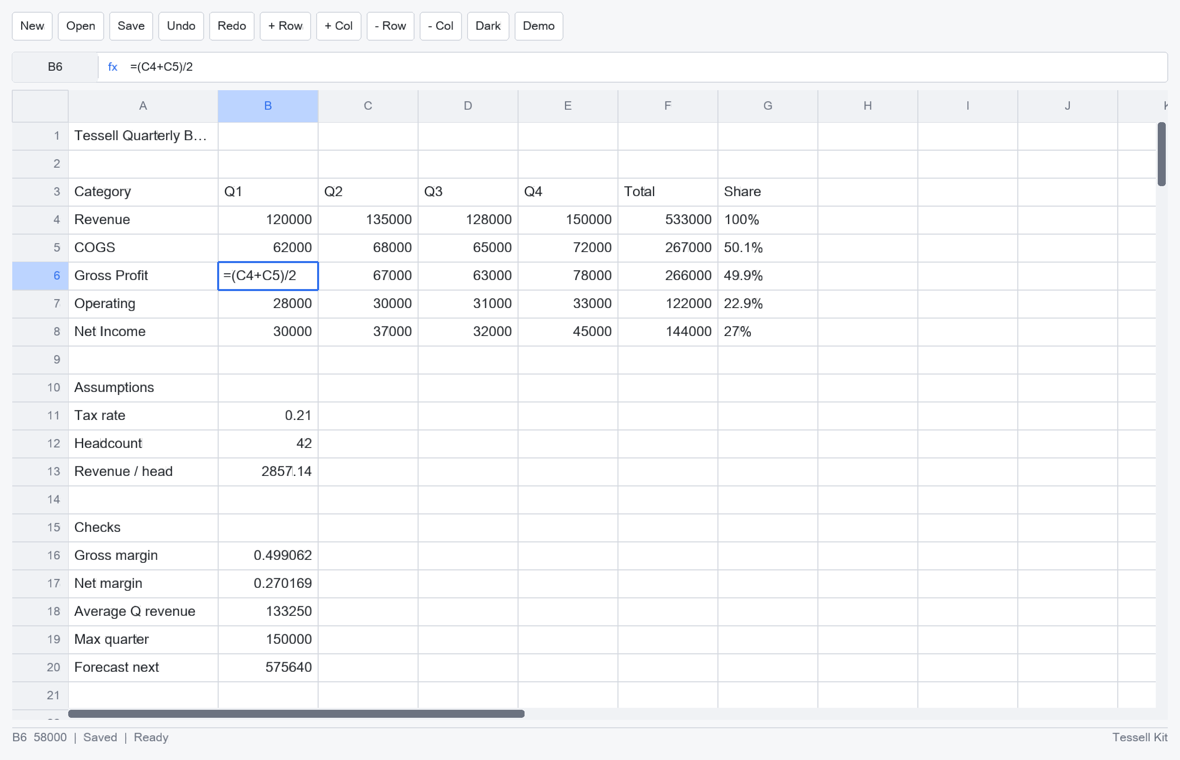 New Open Save Undo Redo + Row + Col - Row - Col Dark Demo
B6 fx =(C4+C5)/2
A B C D E F G H I J K
1 Tessell Quarterly B...
2
3 Category Q1 Q2 Q3 Q4 Total Share
4 Revenue 120000 135000 128000 150000 533000 100%
5 COGS 62000 68000 65000 72000 267000 50.1%
6 Gross Profit =(C4+C5)/2 67000 63000 78000 266000 49.9%
7 Operating 28000 30000 31000 33000 122000 22.9%
8 Net Income 30000 37000 32000 45000 144000 27%
9
10 Assumptions
11 Tax rate 0.21
12 Headcount 42
13 Revenue / head 2857.14
14
15 Checks
16 Gross margin 0.499062
17 Net margin 0.270169
18 Average Q revenue 133250
19 Max quarter 150000
20 Forecast next 575640
21
B6 58000 | Saved | Ready Tessell Kit